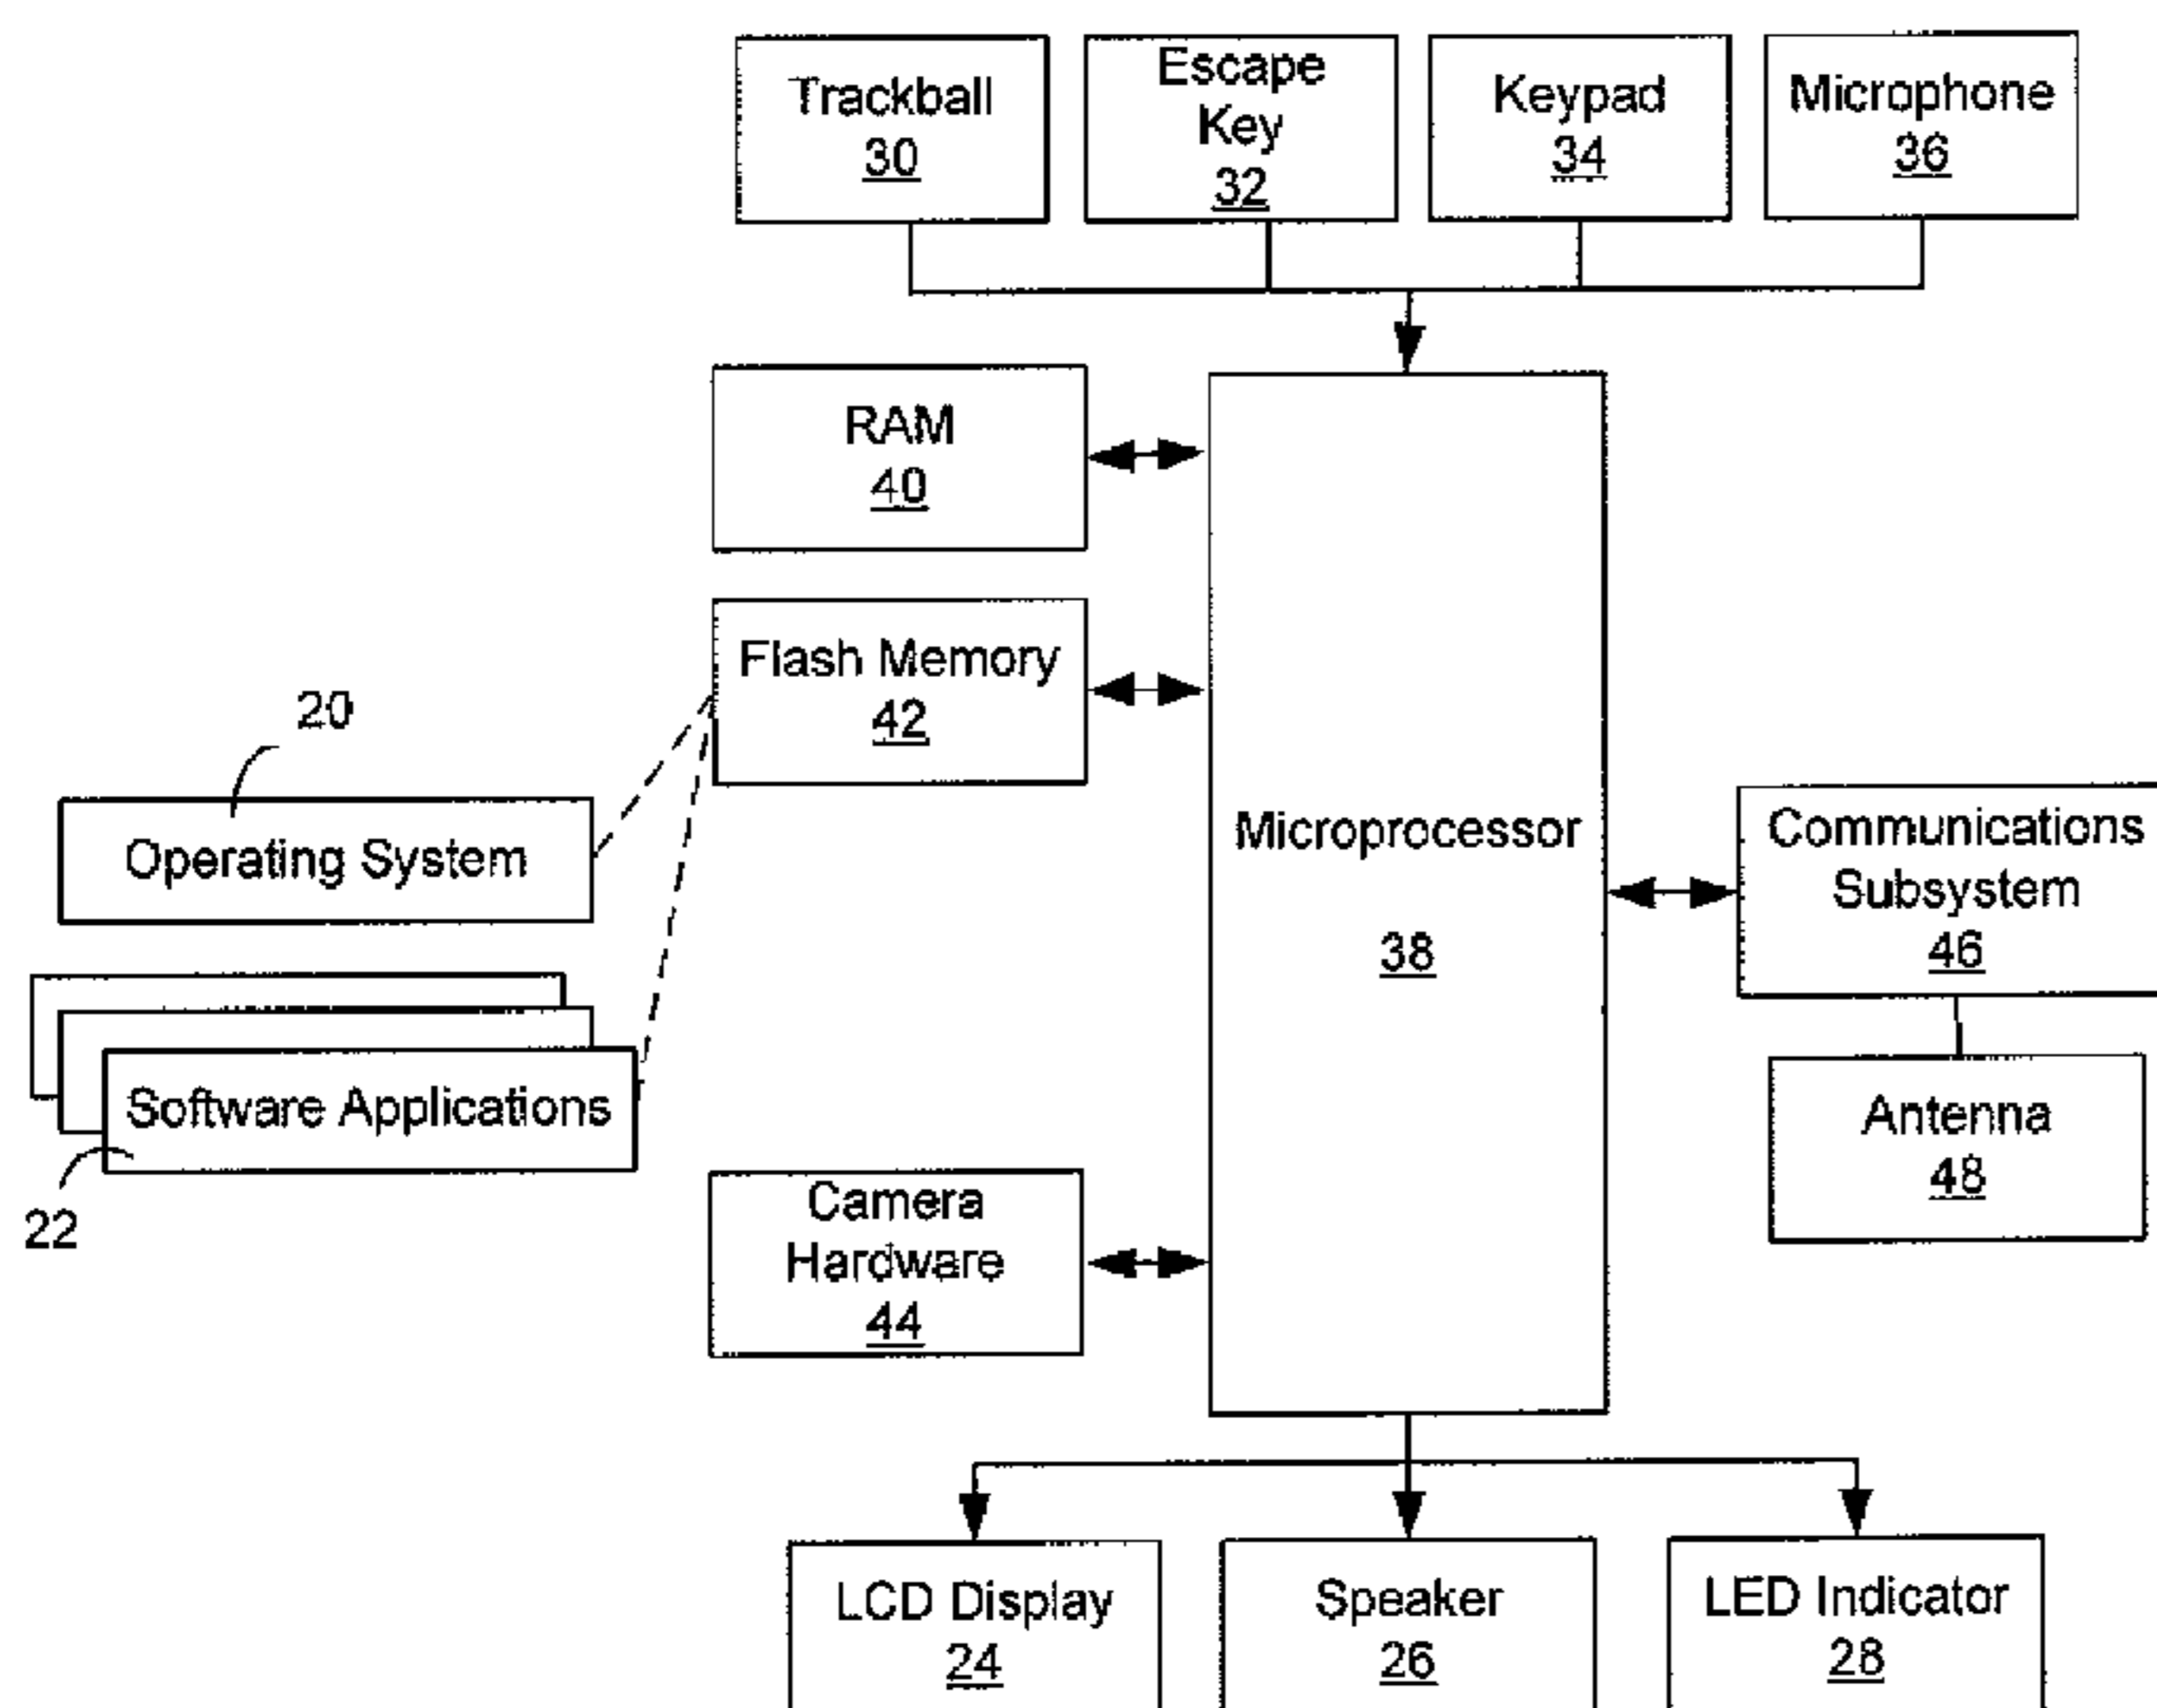 Trackball
30
Escape
Key
32
Keypad
34
Microphone
36
RAM
40
Flash Memory
42
20
Operating System
Software Applications
22
Camera
Hardware
44
Microprocessor
38
Communications
Subsystem
46
Antenna
48
LCD Display
24
Speaker
26
LED Indicator
28